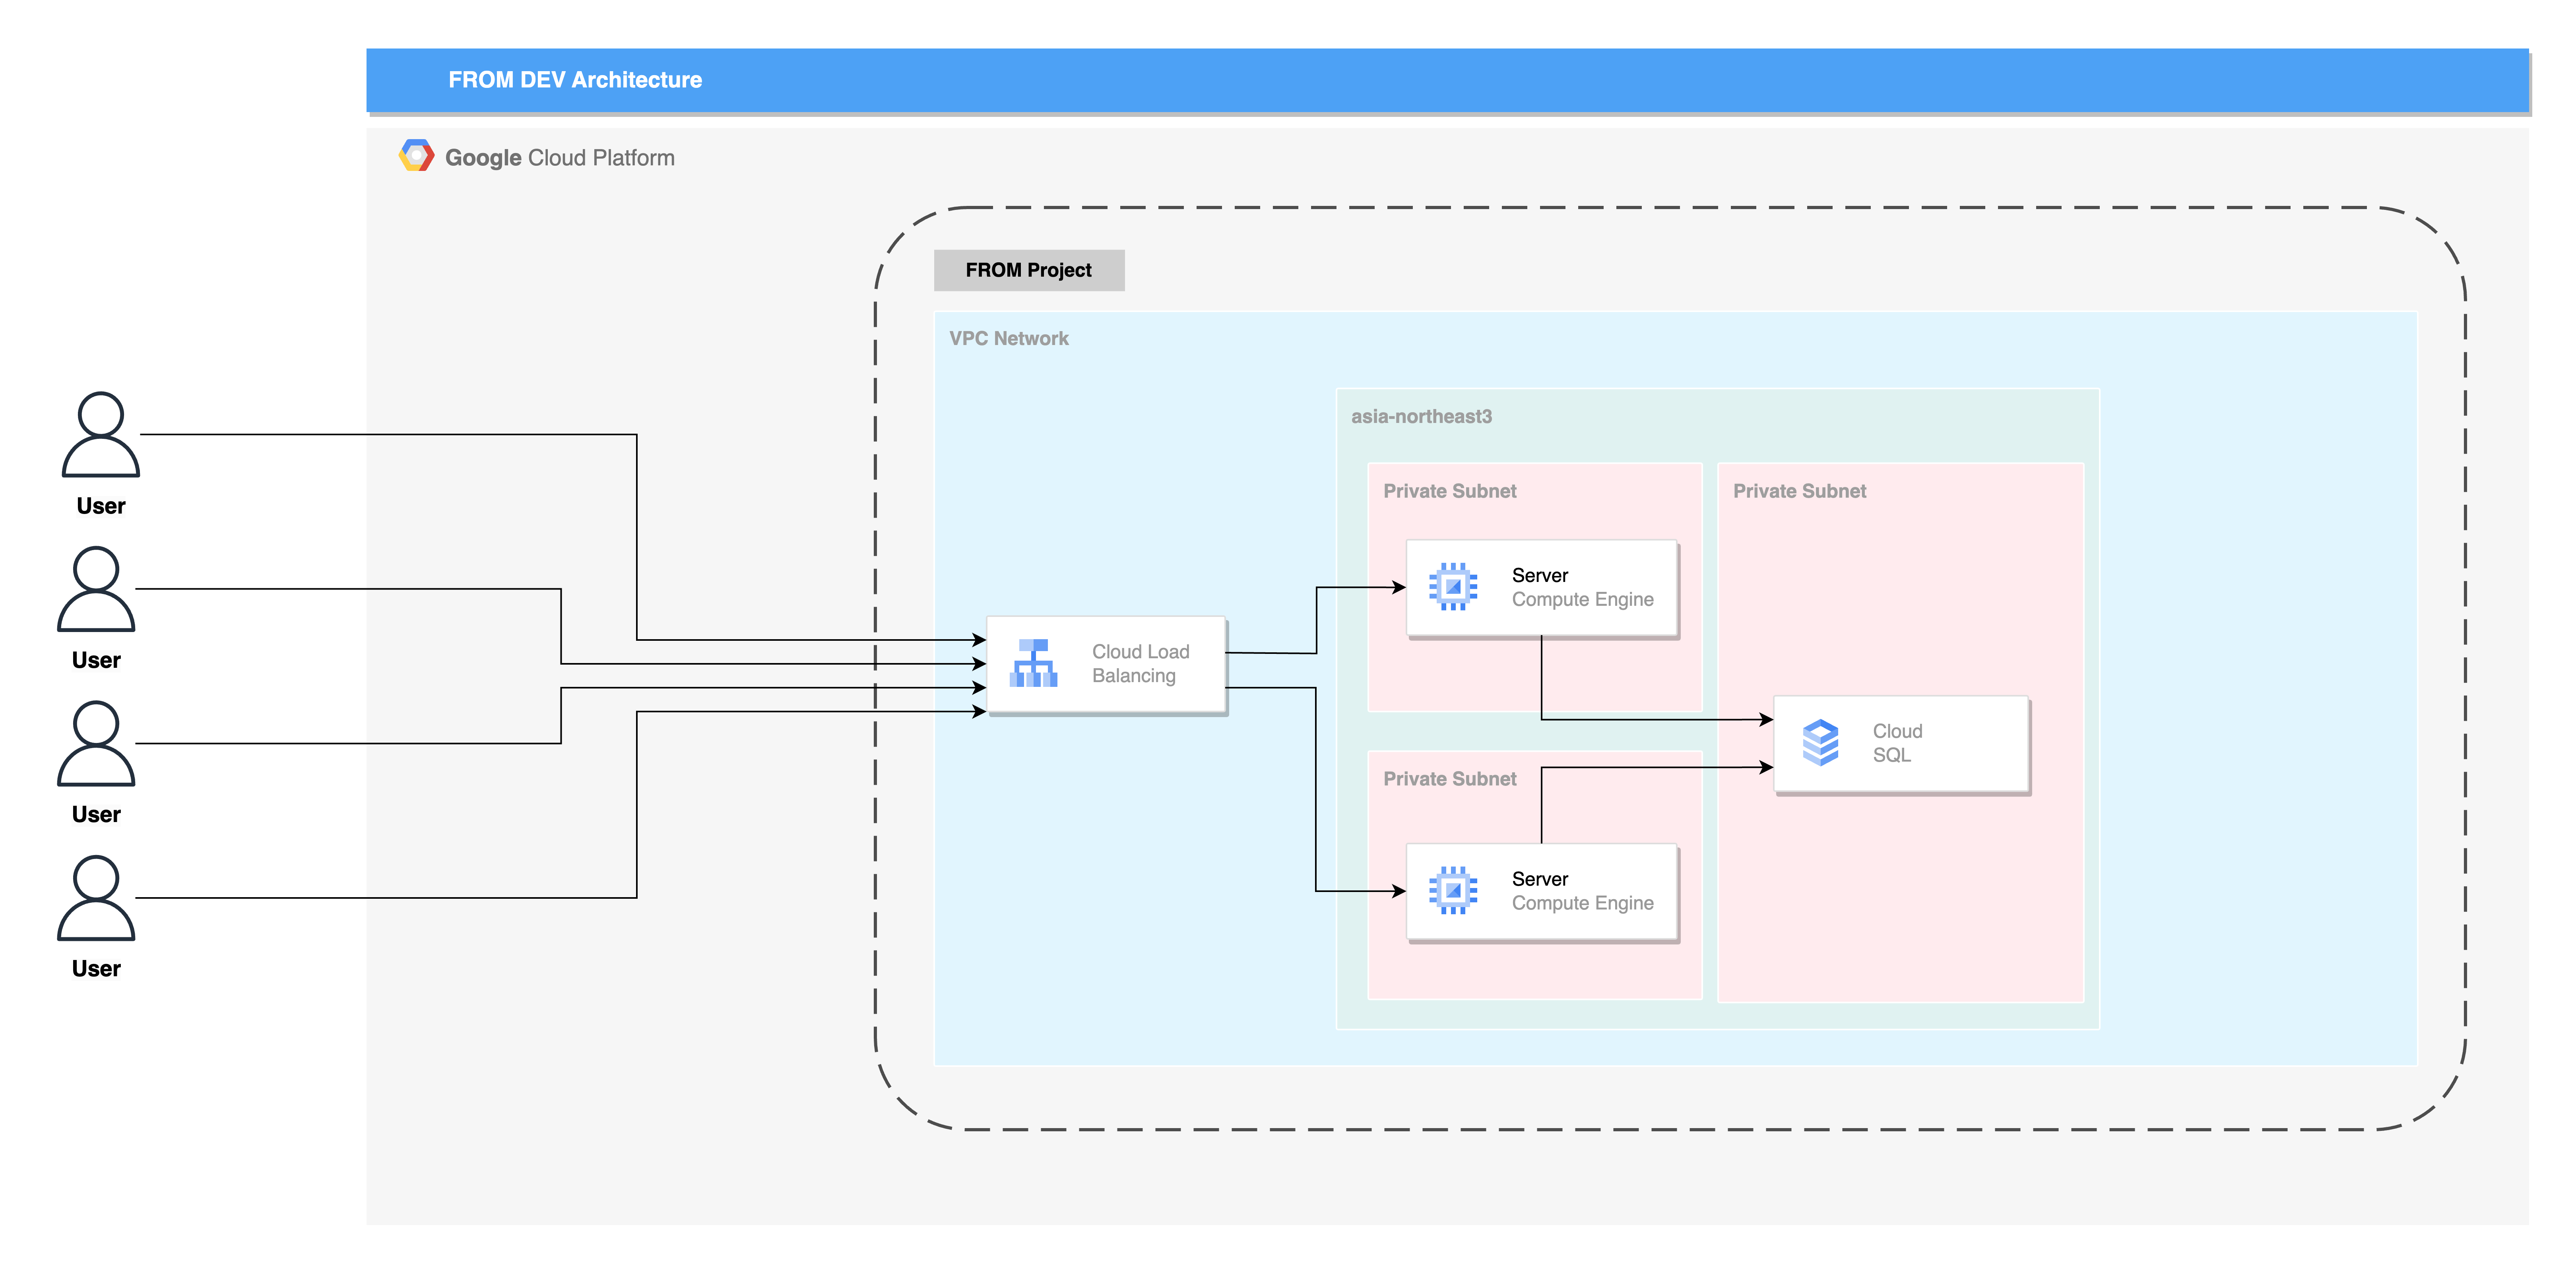 FROM DEV Architecture
Google Cloud Platform
FROM Project
VPC Network
asia-northeast3
Private Subnet
Private Subnet
Server
Compute Engine
Cloud Load
Balancing
Cloud
SQL
Private Subnet
Server
Compute Engine
User
User
User
User